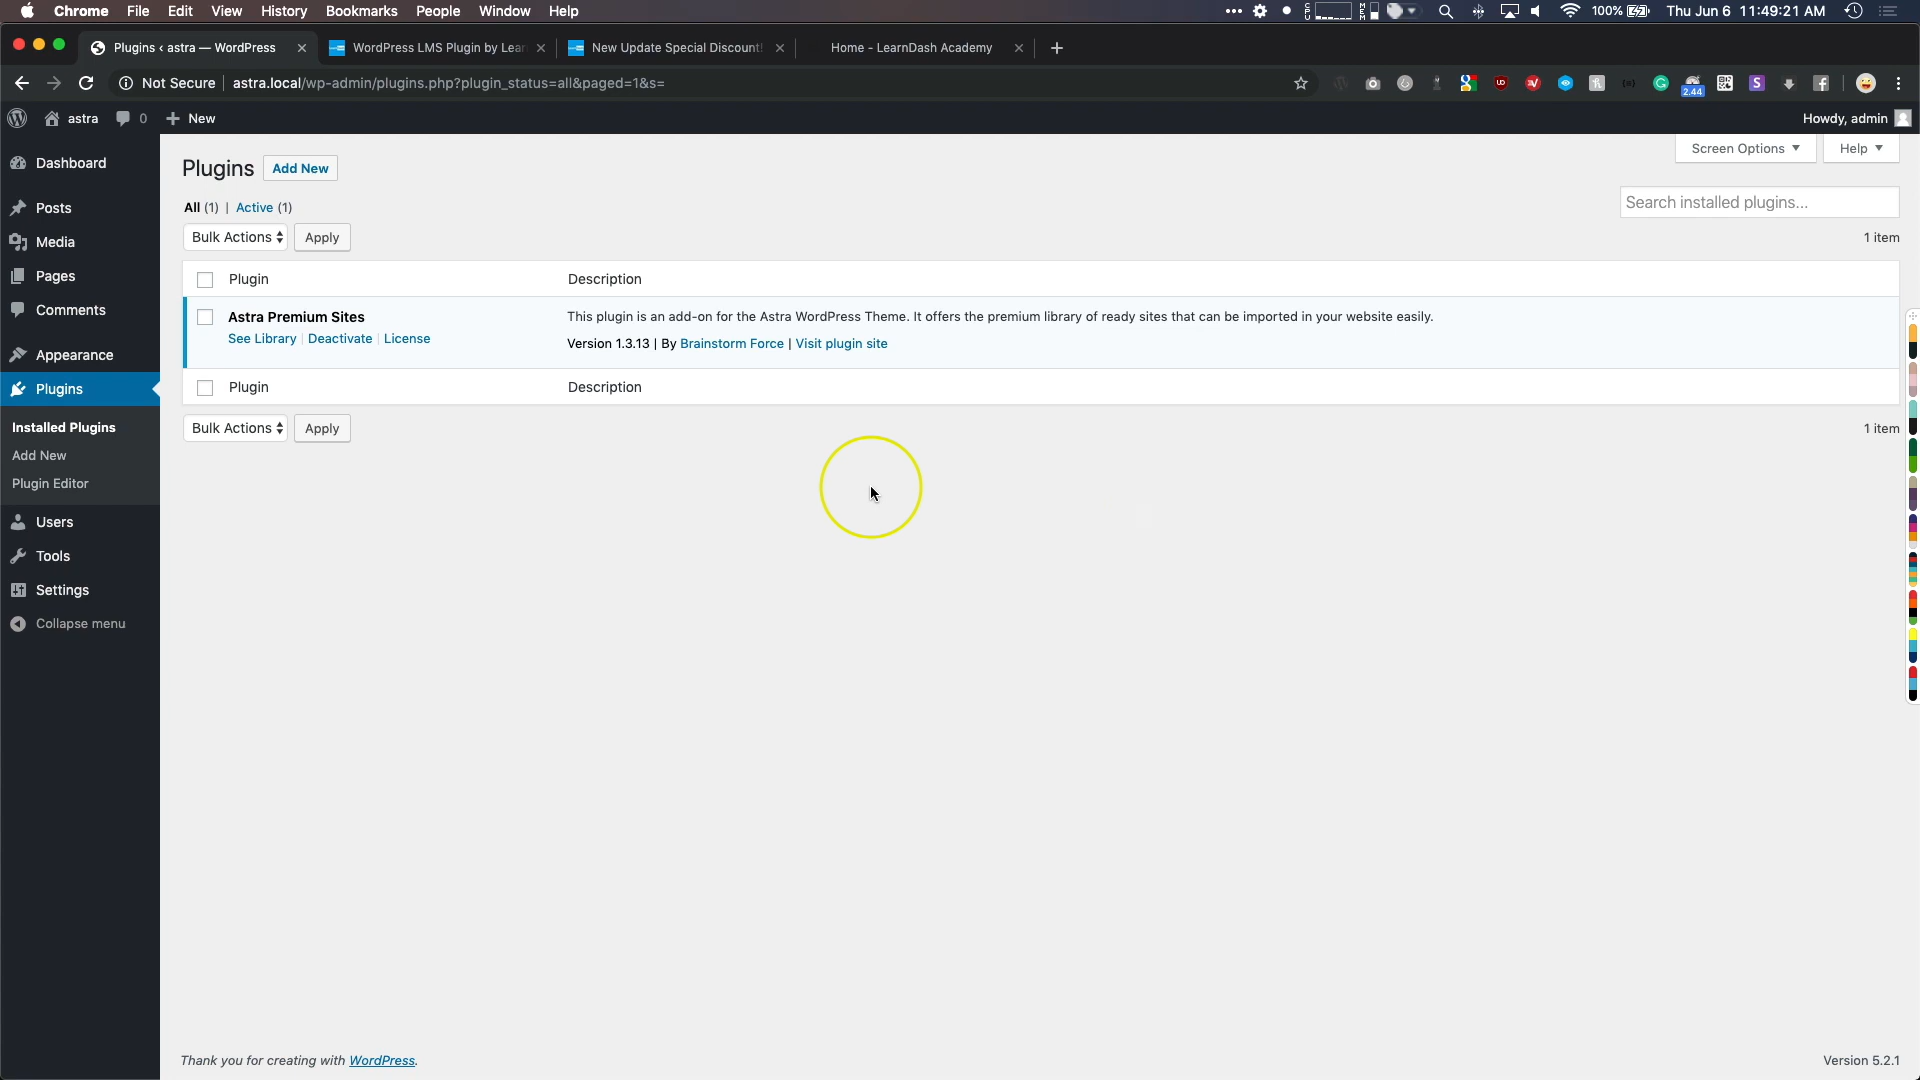 Chrome File Edit View History Bookmarks People Window Help
100% Thu Jun 6 11:49:21 AM
Plugins ‹ astra — WordPress
WordPress LMS Plugin by Lear
New Update Special Discount!
Home - LearnDash Academy
Not Secure astra.local/wp-admin/plugins.php?plugin_status=all&paged=1&s=
2.44
astra 0 New
Howdy, admin
Dashboard
Posts
Media
Pages
Comments
Appearance
Plugins
Installed Plugins
Add New
Plugin Editor
Users
Tools
Settings
Collapse menu
Screen Options Help
Plugins Add New
All (1) | Active (1)
Search installed plugins...
Bulk Actions Apply
1 item
Plugin Description
Astra Premium Sites
See Library | Deactivate | License
This plugin is an add-on for the Astra WordPress Theme. It offers the premium library of ready sites that can be imported in your website easily.
Version 1.3.13 | By Brainstorm Force | Visit plugin site
Plugin Description
Bulk Actions Apply
1 item
Thank you for creating with WordPress.
Version 5.2.1